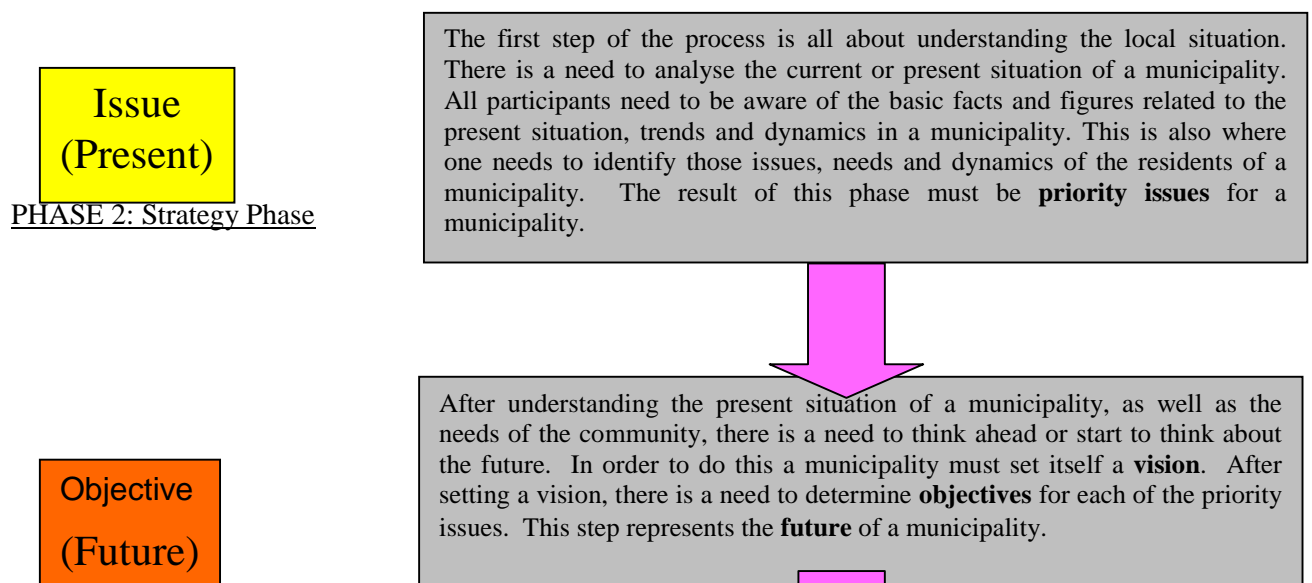 Issue
(Present)
The first step of the process is all about understanding the local situation.
There is a need to analyse the current or present situation of a municipality.
All participants need to be aware of the basic facts and figures related to the
present situation, trends and dynamics in a municipality. This is also where
one needs to identify those issues, needs and dynamics of the residents of a
municipality. The result of this phase must be priority issues for a
municipality.
PHASE 2: Strategy Phase
Objective
(Future)
After understanding the present situation of a municipality, as well as the
needs of the community, there is a need to think ahead or start to think about
the future. In order to do this a municipality must set itself a vision. After
setting a vision, there is a need to determine objectives for each of the priority
issues. This step represents the future of a municipality.